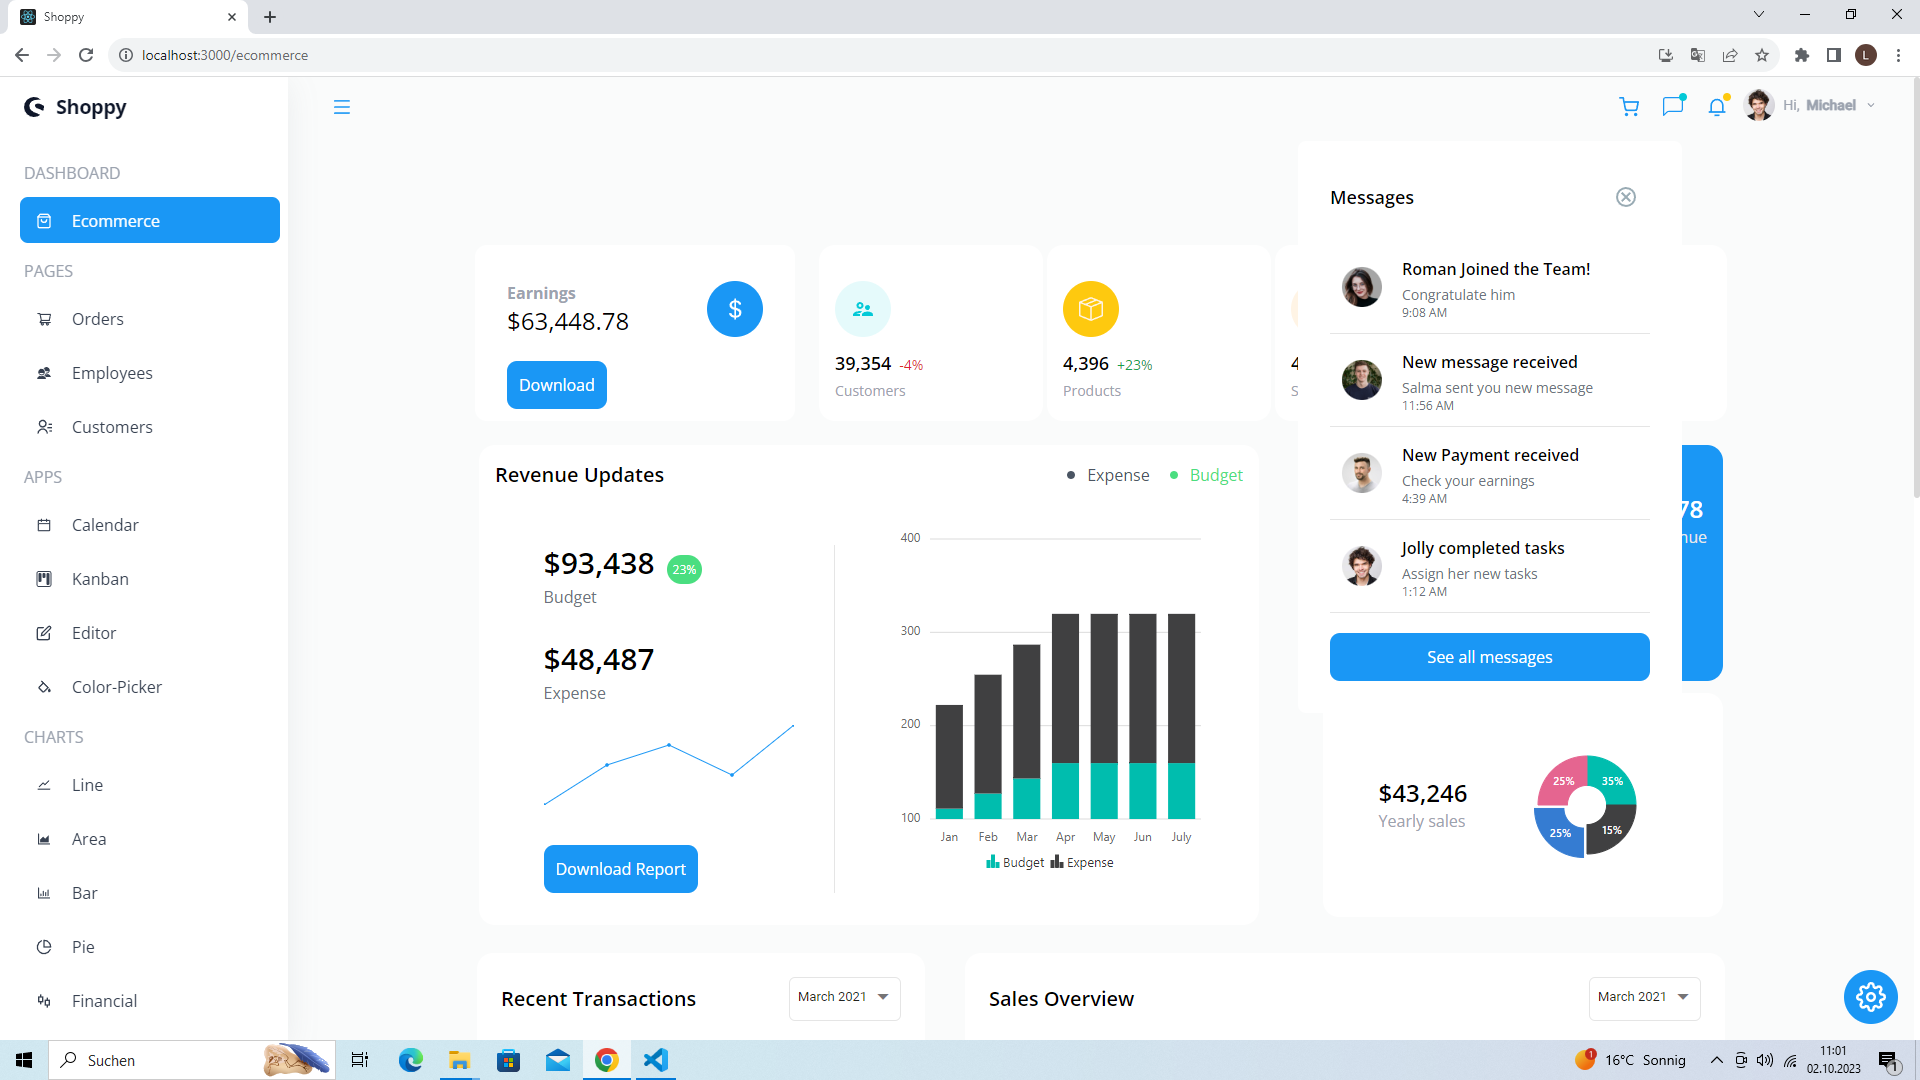 Shoppy
localhost:3000/ecommerce
L
Shoppy
Hi, Michael
DASHBOARD
Ecommerce
PAGES
Orders
Employees
Customers
APPS
Calendar
Kanban
Editor
Color-Picker
CHARTS
Line
Area
Bar
Pie
Financial
Earnings
$63,448.78
$
Download
39,354 -4%
Customers
4,396 +23%
Products
4
S
Messages
Roman Joined the Team!
Congratulate him
9:08 AM
New message received
Salma sent you new message
11:56 AM
New Payment received
Check your earnings
4:39 AM
Jolly completed tasks
Assign her new tasks
1:12 AM
See all messages
78
nue
Revenue Updates
Expense
Budget
$93,438 23%
Budget
$48,487
Expense
Download Report
400
300
200
100
Jan Feb Mar Apr May Jun July
Budget Expense
$43,246
Yearly sales
25% 35%
25% 15%
Recent Transactions
March 2021
Sales Overview
March 2021
Suchen
1
16°C Sonnig
11:01
02.10.2023
1